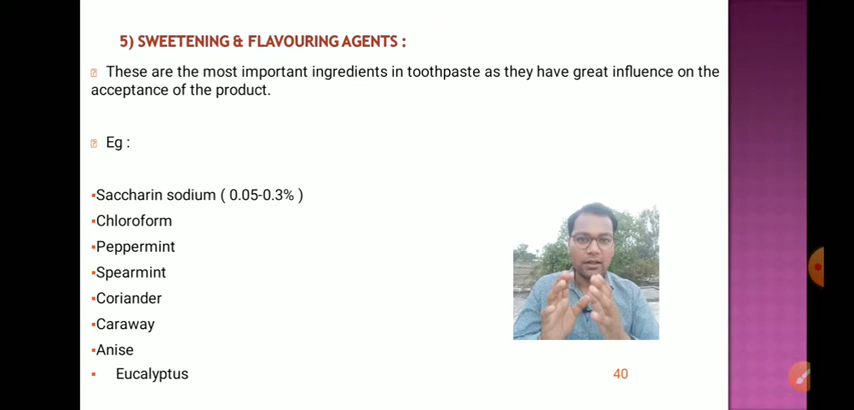 5) SWEETENING & FLAVOURING AGENTS :
These are the most important ingredients in toothpaste as they have great influence on the
acceptance of the product.
Eg :
▪Saccharin sodium ( 0.05-0.3% )
▪Chloroform
▪Peppermint
▪Spearmint
▪Coriander
▪Caraway
▪Anise
▪ Eucalyptus
40